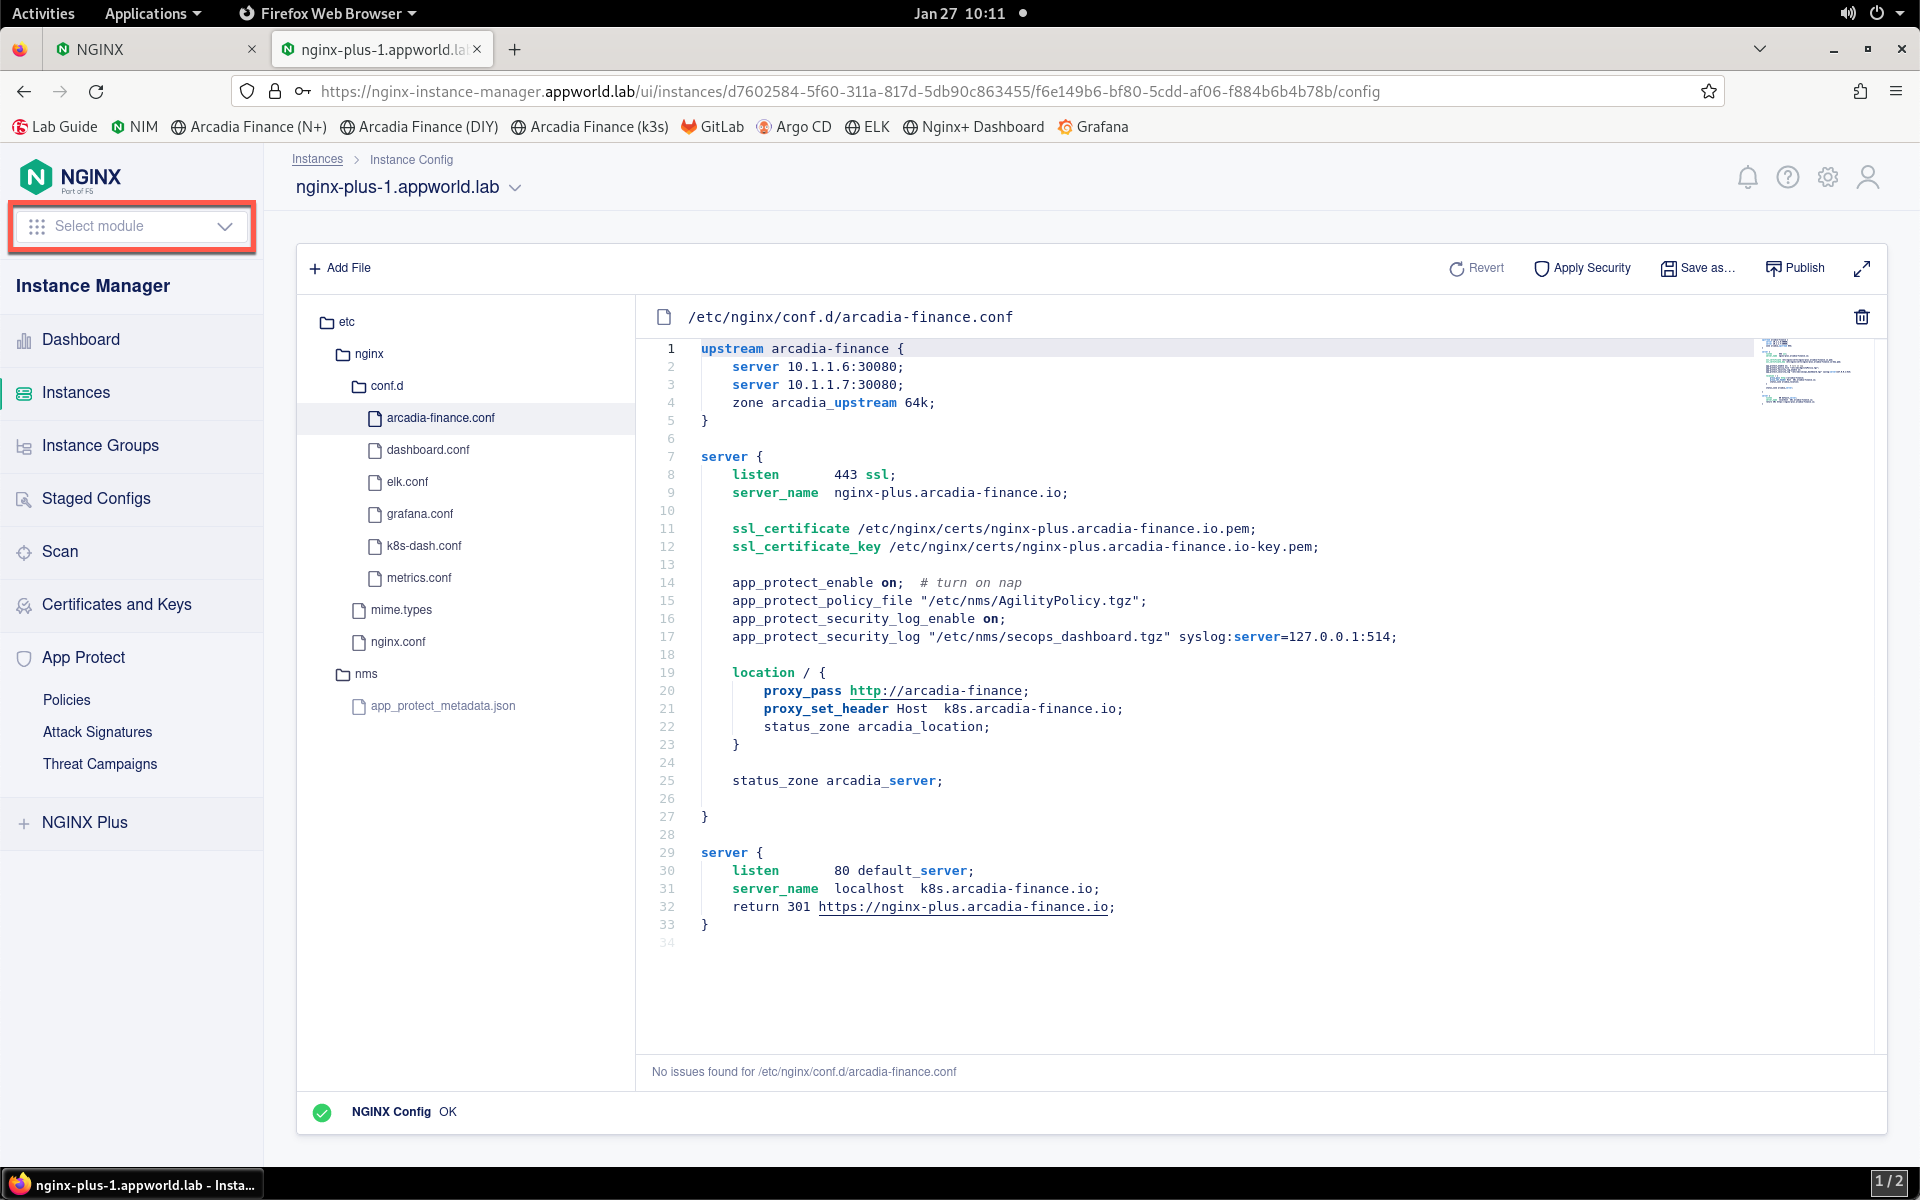 Activities Applications Firefox Web Browser Jan 27 10:11
NGINX nginx-plus-1.appworld.la
https://nginx-instance-manager.appworld.lab/ui/instances/d7602584-5f60-311a-817d-5db90c863455/f6e149b6-bf80-5cdd-af06-f884b6b4b78b/config
Lab Guide NIM Arcadia Finance (N+) Arcadia Finance (DIY) Arcadia Finance (k3s) GitLab Argo CD ELK Nginx+ Dashboard Grafana
NGINX
Part of F5
Select module
Instance Manager
Dashboard
Instances
Instance Groups
Staged Configs
Scan
Certificates and Keys
App Protect
Policies
Attack Signatures
Threat Campaigns
+ NGINX Plus
Instances > Instance Config
nginx-plus-1.appworld.lab
+ Add File
Revert Apply Security Save as... Publish
etc
nginx
conf.d
arcadia-finance.conf
dashboard.conf
elk.conf
grafana.conf
k8s-dash.conf
metrics.conf
mime.types
nginx.conf
nms
app_protect_metadata.json
/etc/nginx/conf.d/arcadia-finance.conf
1 upstream arcadia-finance {
2 server 10.1.1.6:30080;
3 server 10.1.1.7:30080;
4 zone arcadia_upstream 64k;
5 }
6
7 server {
8 listen 443 ssl;
9 server_name nginx-plus.arcadia-finance.io;
10
11 ssl_certificate /etc/nginx/certs/nginx-plus.arcadia-finance.io.pem;
12 ssl_certificate_key /etc/nginx/certs/nginx-plus.arcadia-finance.io-key.pem;
13
14 app_protect_enable on; # turn on nap
15 app_protect_policy_file "/etc/nms/AgilityPolicy.tgz";
16 app_protect_security_log_enable on;
17 app_protect_security_log "/etc/nms/secops_dashboard.tgz" syslog:server=127.0.0.1:514;
18
19 location / {
20 proxy_pass http://arcadia-finance;
21 proxy_set_header Host k8s.arcadia-finance.io;
22 status_zone arcadia_location;
23 }
24
25 status_zone arcadia_server;
26
27 }
28
29 server {
30 listen 80 default_server;
31 server_name localhost k8s.arcadia-finance.io;
32 return 301 https://nginx-plus.arcadia-finance.io;
33 }
34
No issues found for /etc/nginx/conf.d/arcadia-finance.conf
NGINX Config OK
nginx-plus-1.appworld.lab - Insta...
1 / 2